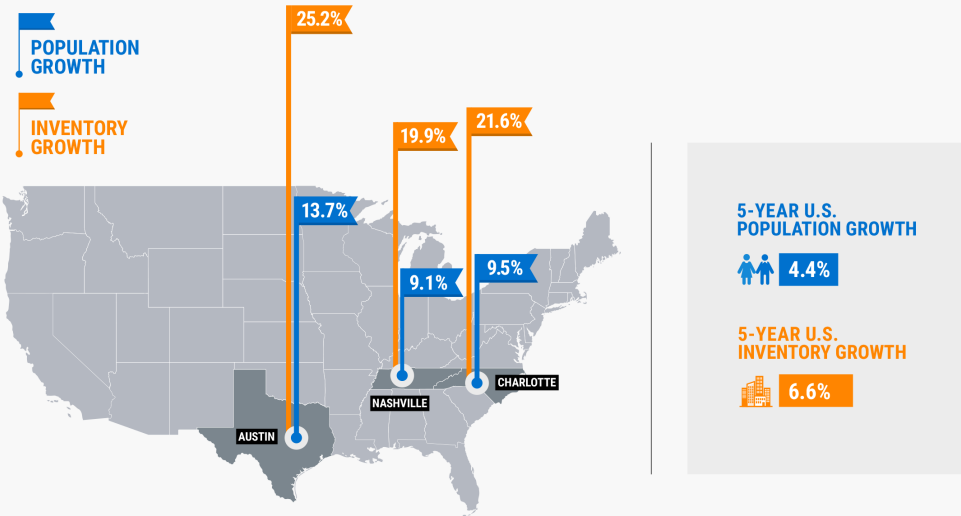 POPULATION
GROWTH
INVENTORY
GROWTH
25.2%
13.7%
19.9%
9.1%
21.6%
9.5%
AUSTIN
NASHVILLE
CHARLOTTE
5-YEAR U.S.
POPULATION GROWTH
4.4%
5-YEAR U.S.
INVENTORY GROWTH
6.6%